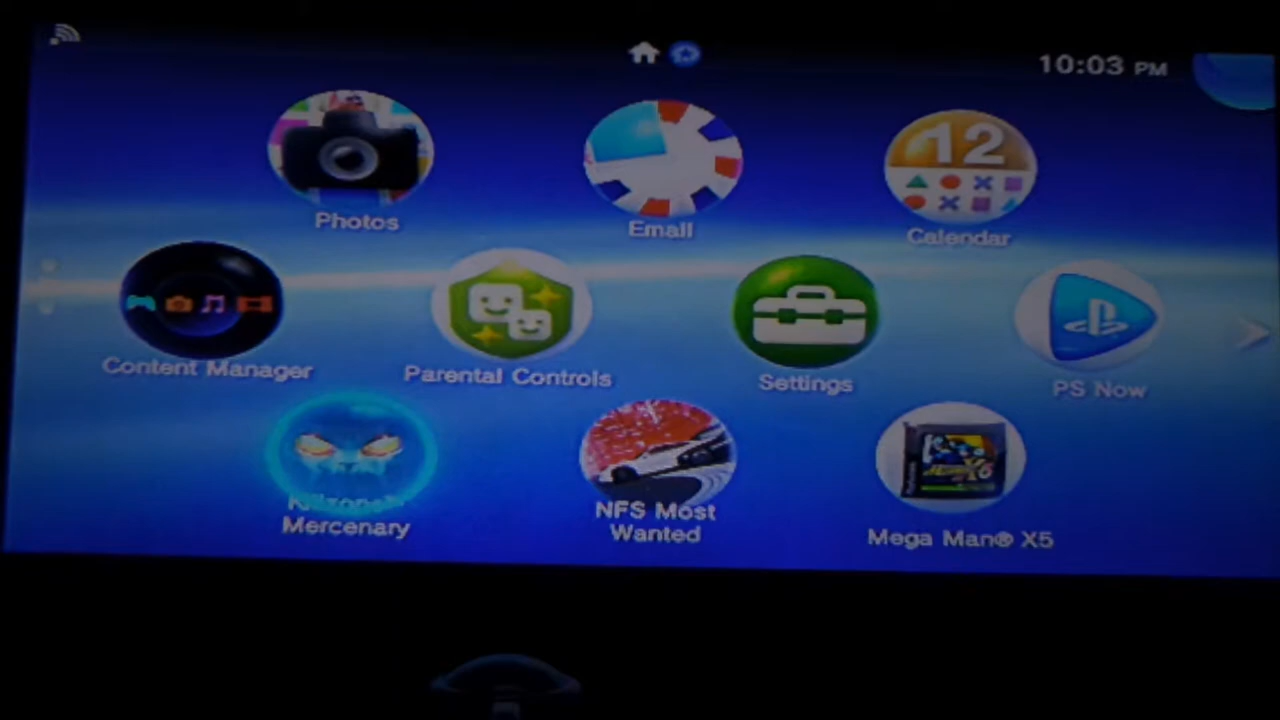 10:03 PM
12
Photos
Email
Calendar
Content Manager
Parental Controls
Settings
PS Now
Killzone™
Mercenary
NFS Most
Wanted
Mega Man® X5